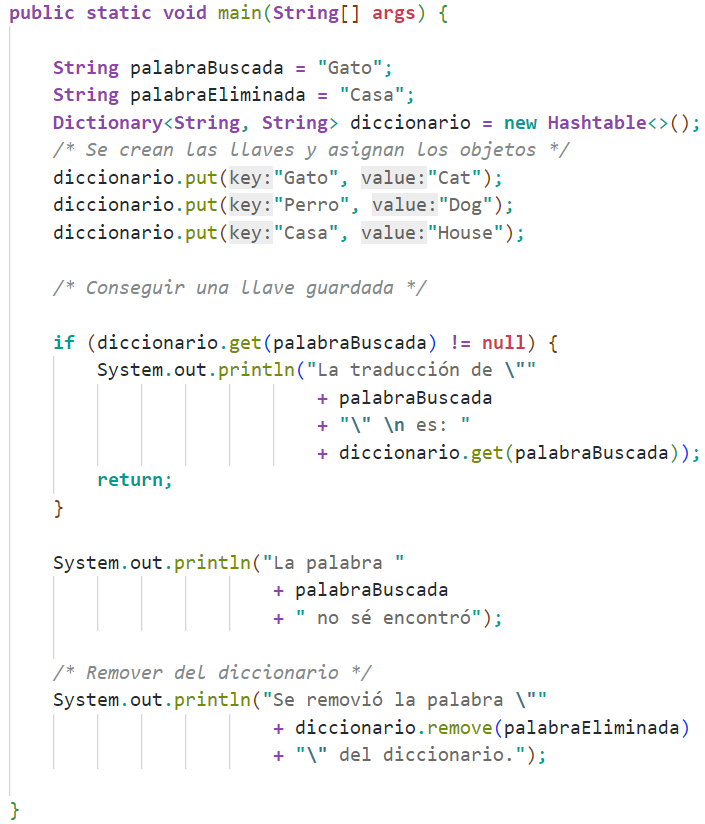 public static void main(String[] args) {
String palabraBuscada = "Gato";
String palabraEliminada = "Casa";
Dictionary<String, String> diccionario = new Hashtable<>();
/* Se crean las llaves y asignan los objetos */
diccionario.put(key:"Gato", value:"Cat");
diccionario.put(key:"Perro", value:"Dog");
diccionario.put(key:"Casa", value:"House");
/* Conseguir una llave guardada */
if (diccionario.get(palabraBuscada) != null) {
System.out.println("La traducción de \""
+ palabraBuscada
+ "\" \n es: "
+ diccionario.get(palabraBuscada));
return;
}
System.out.println("La palabra "
+ palabraBuscada
+ " no sé encontró");
/* Remover del diccionario */
System.out.println("Se removió la palabra \""
+ diccionario.remove(palabraEliminada)
+ "\" del diccionario.");
}